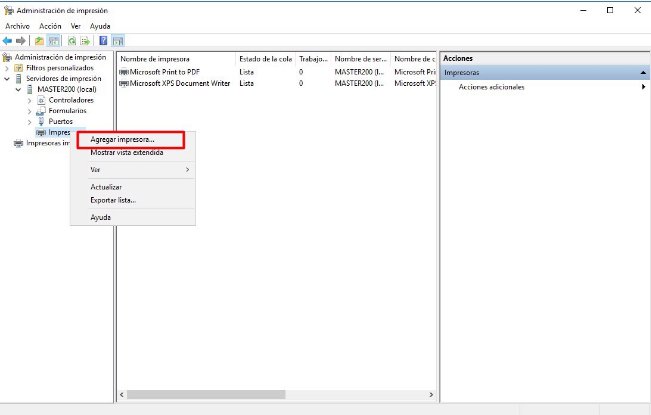 Administración de impresión
Archivo Acción Ver Ayuda
Administración de impresión
Filtros personalizados
Servidores de impresión
MASTER200 (local)
Controladores
Formularios
Puertos
Impres
Impresoras im
Nombre de impresora Estado de la cola Trabajo... Nombre de ser... Nombre de c
Microsoft Print to PDF Lista 0 MASTER200 (l... Microsoft Pri
Microsoft XPS Document Writer Lista 0 MASTER200 (l... Microsoft XP
Agregar impresora...
Mostrar vista extendida
Ver
Actualizar
Exportar lista...
Ayuda
Acciones
Impresoras
Acciones adicionales